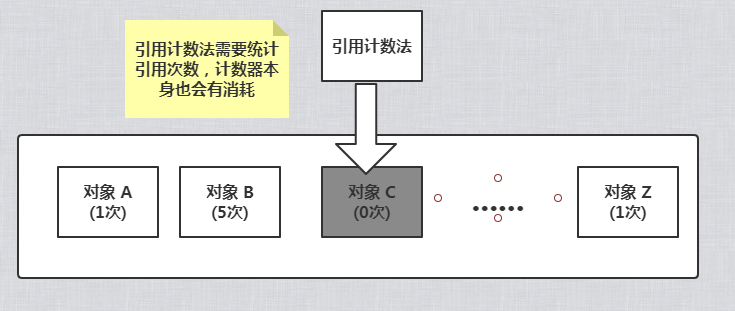 引用计数法需要统计
引用次数，计数器本
身也会有消耗
引用计数法
对象 A
(1次)
对象 B
(5次)
对象 C
(0次)
······
对象 Z
(1次)